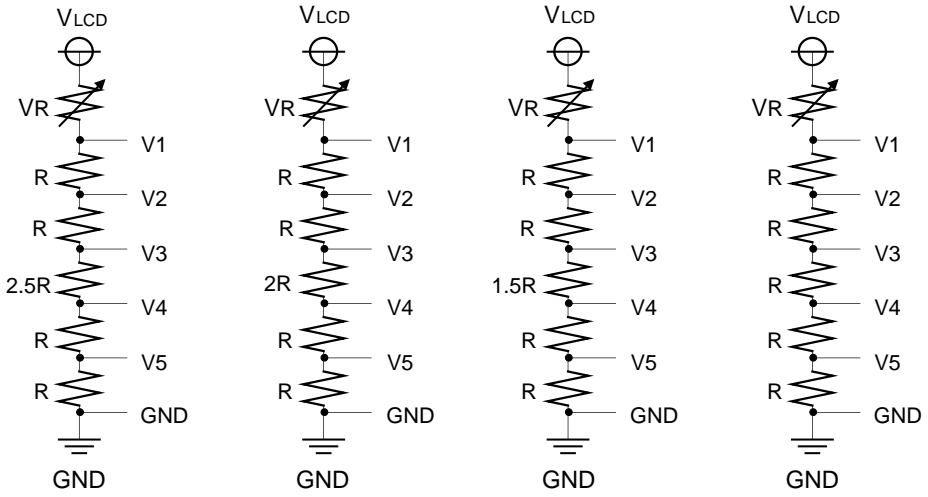 VLCD VLCD VLCD VLCD
VR VR VR VR
V1 V1 V1 V1
R R R R
V2 V2 V2 V2
R R R R
V3 V3 V3 V3
2.5R 2R 1.5R R
V4 V4 V4 V4
R R R R
V5 V5 V5 V5
R R R R
GND GND GND GND
GND GND GND GND